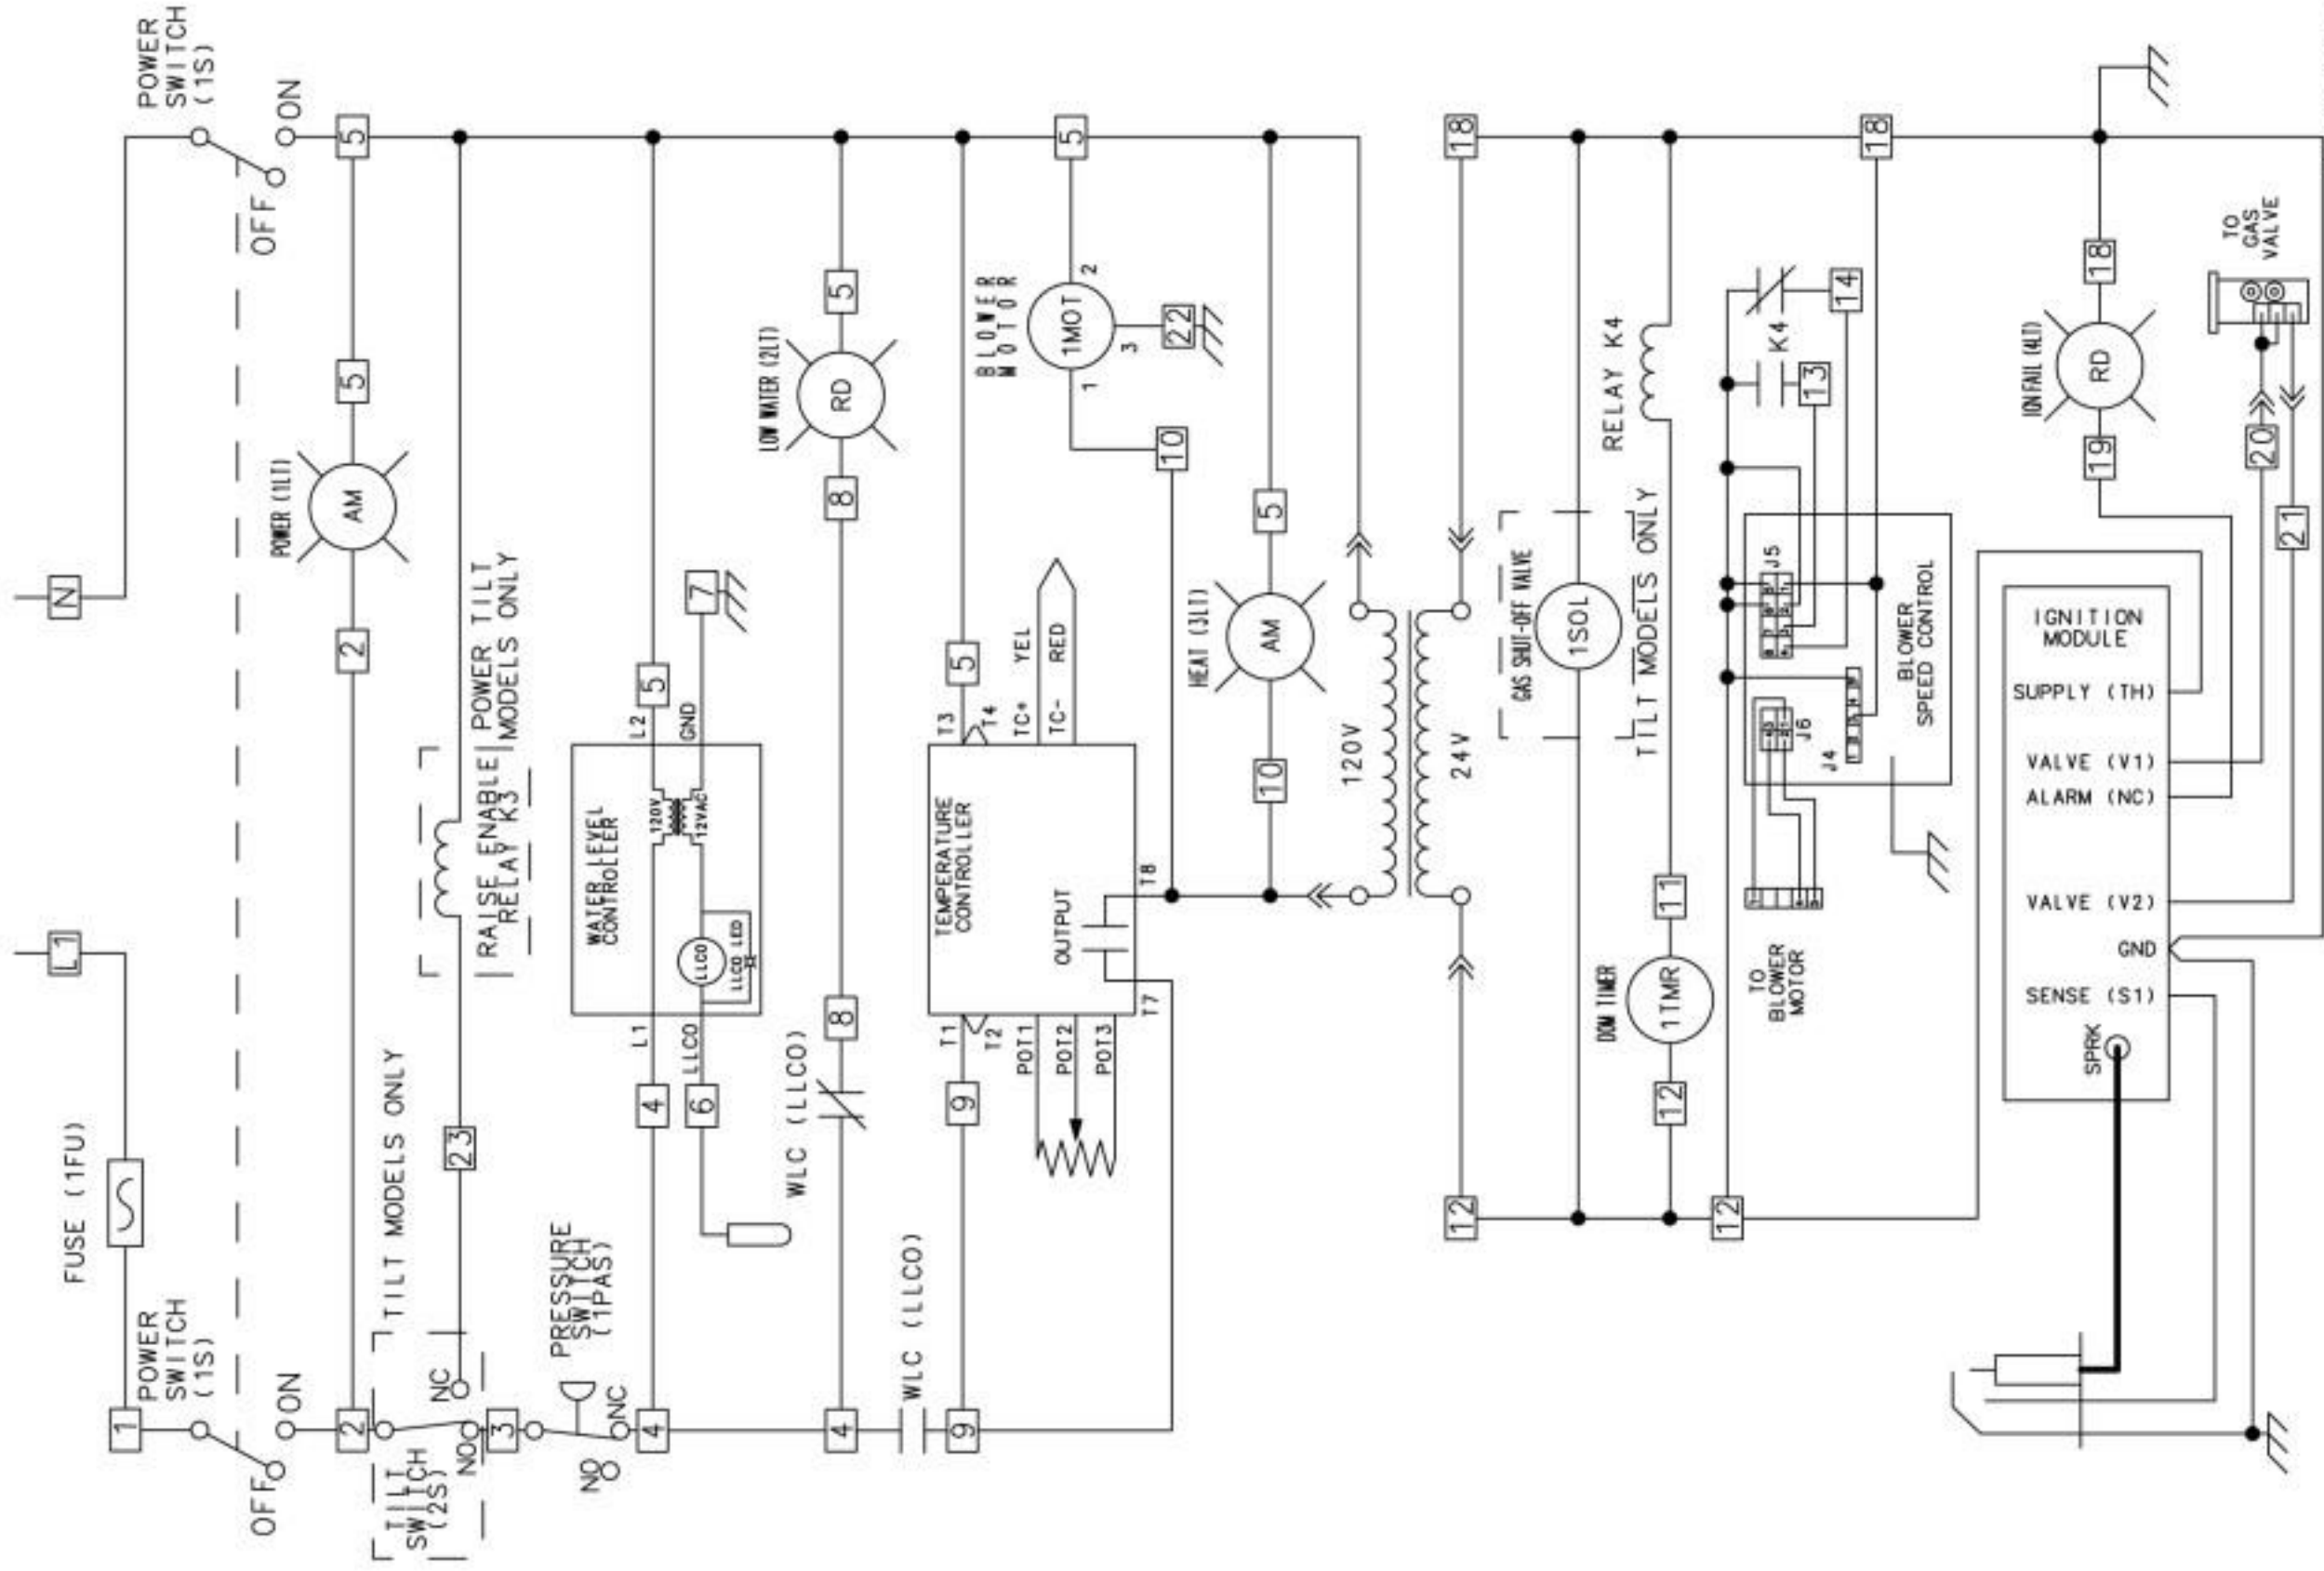 L1
N
FUSE (1FU)
1
POWER
SWITCH
(1S)
POWER
SWITCH
(1S)
OFF
ON
OFF
ON
2
2
POWER (1LT)
AM
5
5
TILT MODELS ONLY
TILT
SWITCH
(2S)
NC
NO
23
RAISE ENABLE
RELAY K3
POWER TILT
MODELS ONLY
3
PRESSURE
SWITCH
(1PAS)
NC
NO
4
4
L1
WATER LEVEL
CONTROLLER
120V
12VAC
L2
5
6
LLCO
LLCO
LLCO LED
GND
7
4
WLC (LLCO)
8
8
LOW WATER (2LT)
RD
5
WLC (LLCO)
9
9
T1
T2
TEMPERATURE
CONTROLLER
T3
T4
5
POT1
POT2
POT3
TC+ YEL
TC- RED
OUTPUT
T7
T8
BLOWER
MOTOR
1MOT
1
2
3
5
22
10
HEAT (3LT)
10
AM
5
120V
24V
12
18
GAS SHUT-OFF VALVE
1SOL
TILT MODELS ONLY
DOM TIMER
12
1TMR
11
RELAY K4
12
TO
BLOWER
MOTOR
J6
J4
J5
BLOWER
SPEED CONTROL
K4
13
14
18
IGNITION
MODULE
SUPPLY (TH)
VALVE (V1)
ALARM (NC)
VALVE (V2)
GND
SENSE (S1)
SPRK
IGN FAIL (4LT)
19
RD
18
20
21
TO
GAS
VALVE